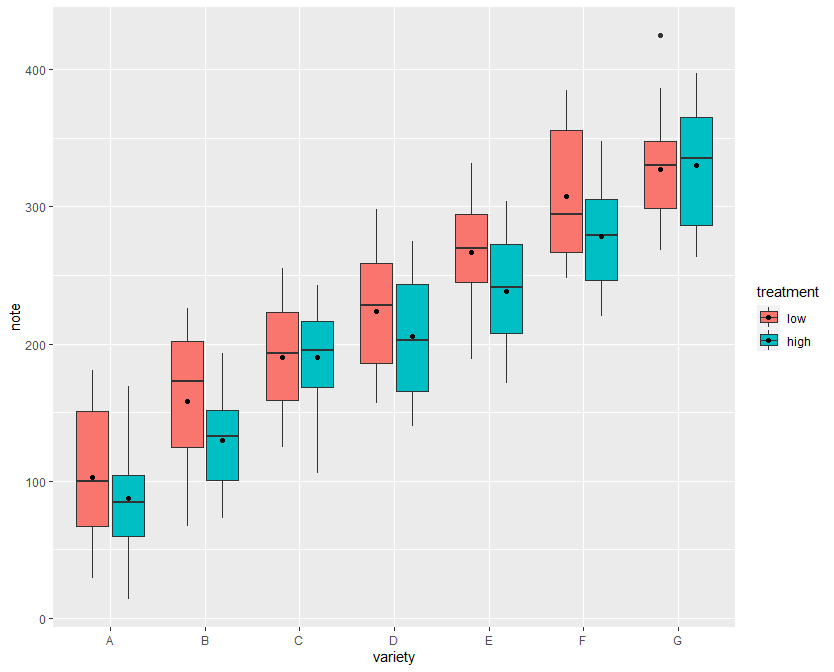 400
300
200
100
0
note
A B C D E F G
variety
treatment
low
high